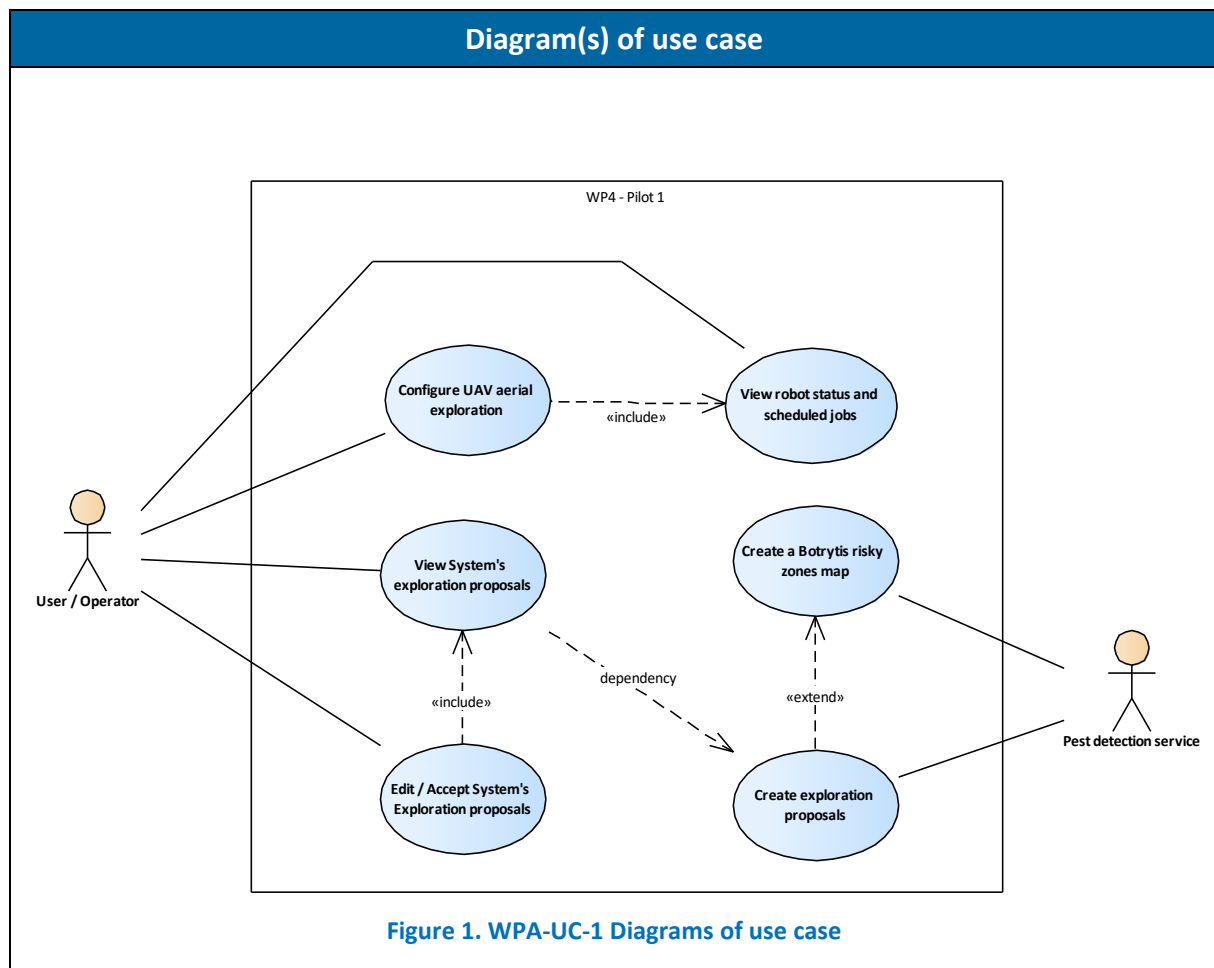 Diagram(s) of use case
WP4 - Pilot 1
Configure UAV aerial
exploration
«include»
View robot status and
scheduled jobs
View System's
exploration proposals
Create a Botrytis risky
zones map
User / Operator
dependency
«include»
«extend»
Pest detection service
Edit / Accept System's
Exploration proposals
Create exploration
proposals
Figure 1. WPA-UC-1 Diagrams of use case